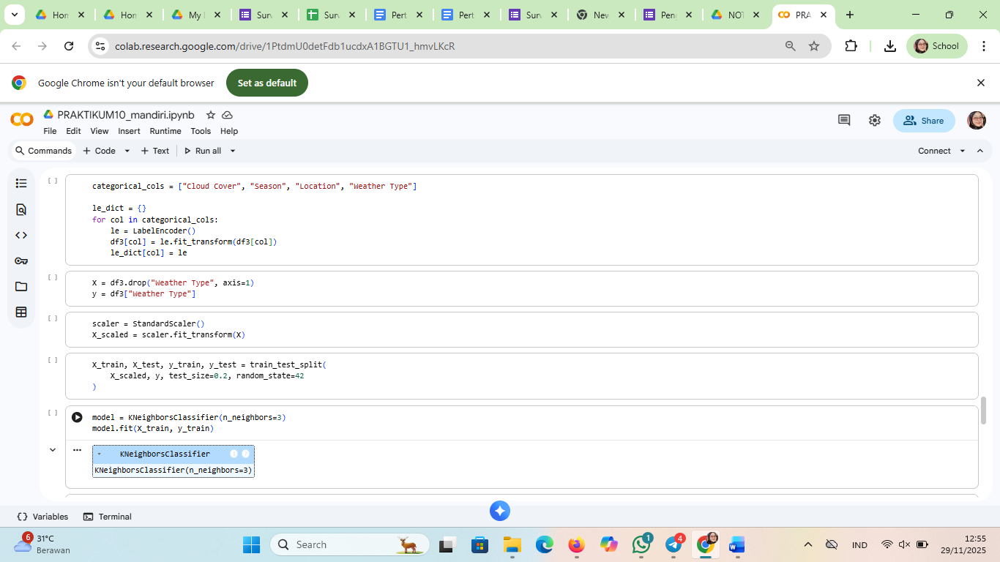 Hom
Hom
My
Surv
Surv
Pert
Pert
Surv
New
Pen
NOT
PRA
colab.research.google.com/drive/1PtdmU0detFdb1ucdxA1BGTU1_hmvLKcR
School
Google Chrome isn't your default browser
Set as default
PRAKTIKUM10_mandiri.ipynb
File Edit View Insert Runtime Tools Help
Share
Commands + Code + Text Run all
Connect
[ ]
categorical_cols = ["Cloud Cover", "Season", "Location", "Weather Type"]
le_dict = {}
for col in categorical_cols:
    le = LabelEncoder()
    df3[col] = le.fit_transform(df3[col])
    le_dict[col] = le
[ ]
X = df3.drop("Weather Type", axis=1)
y = df3["Weather Type"]
[ ]
scaler = StandardScaler()
X_scaled = scaler.fit_transform(X)
[ ]
X_train, X_test, y_train, y_test = train_test_split(
    X_scaled, y, test_size=0.2, random_state=42
)
[ ]
model = KNeighborsClassifier(n_neighbors=3)
model.fit(X_train, y_train)
KNeighborsClassifier
KNeighborsClassifier(n_neighbors=3)
{} Variables Terminal
6
31°C
Berawan
Search
1
4
IND
12:55
29/11/2025